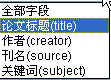 全部字段
论文标题(title)
作者(creator)
刊名(source)
关键词(subject)